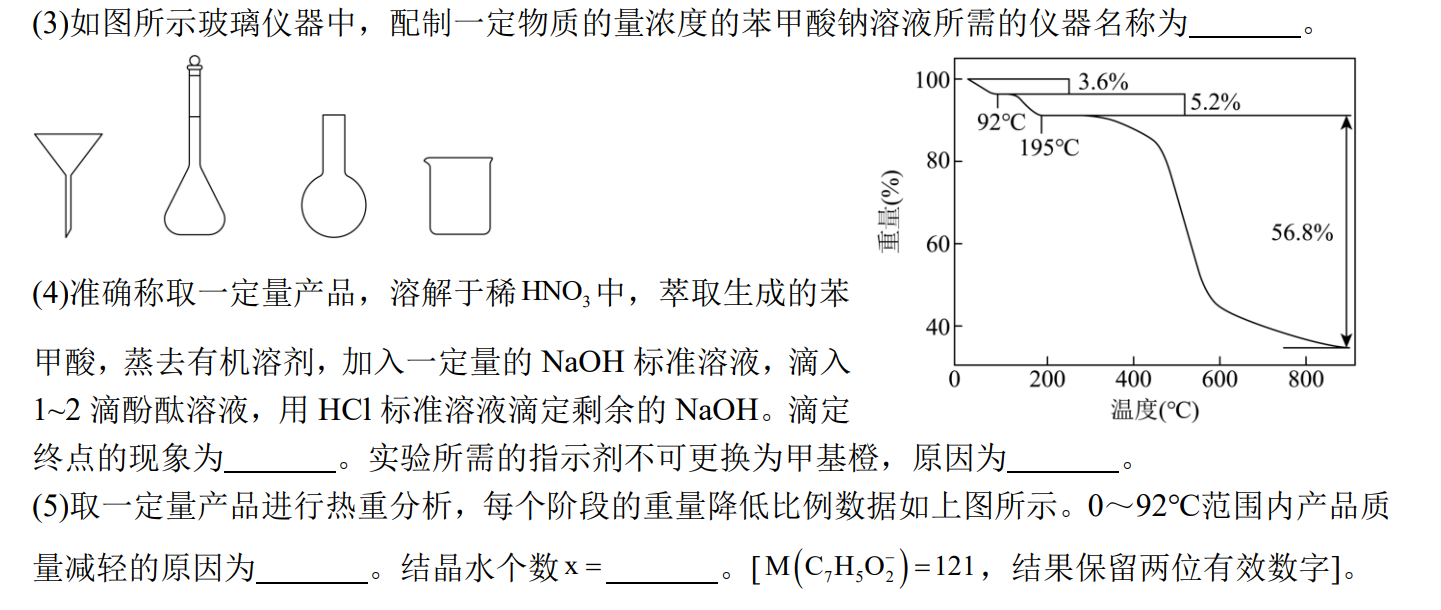 (3)如图所示玻璃仪器中，配制一定物质的量浓度的苯甲酸钠溶液所需的仪器名称为________。
100
3.6%
5.2%
92℃
195℃
80
重量(%)
60
56.8%
40
0 200 400 600 800
温度(℃)
(4)准确称取一定量产品，溶解于稀HNO₃中，萃取生成的苯
甲酸，蒸去有机溶剂，加入一定量的 NaOH 标准溶液，滴入
1~2 滴酚酞溶液，用 HCl 标准溶液滴定剩余的 NaOH。滴定
终点的现象为________。实验所需的指示剂不可更换为甲基橙，原因为________。
(5)取一定量产品进行热重分析，每个阶段的重量降低比例数据如上图所示。0～92℃范围内产品质
量减轻的原因为________。结晶水个数 x = ________。[M(C₇H₅O₂⁻)=121，结果保留两位有效数字]。